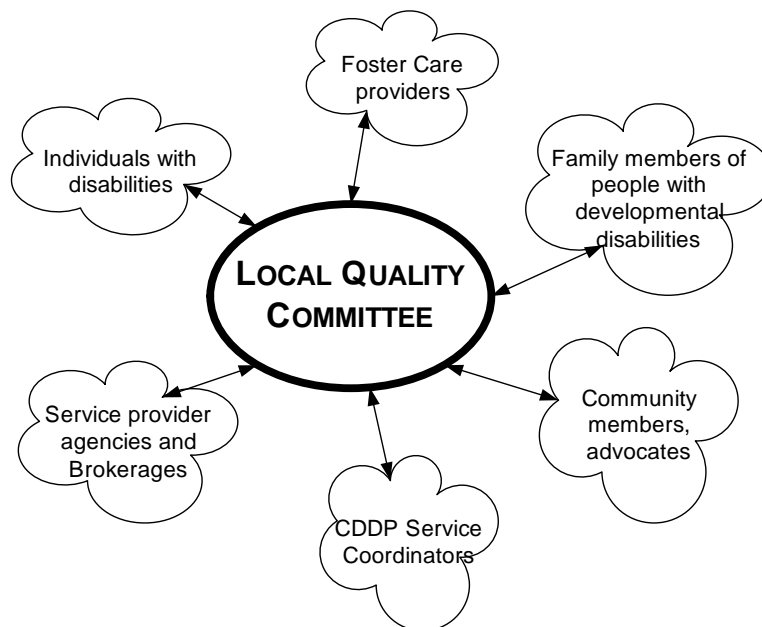 Foster Care
providers
Individuals with
disabilities
Family members of
people with
developmental
disabilities
LOCAL QUALITY
COMMITTEE
Service provider
agencies and
Brokerages
Community
members,
advocates
CDDP Service
Coordinators